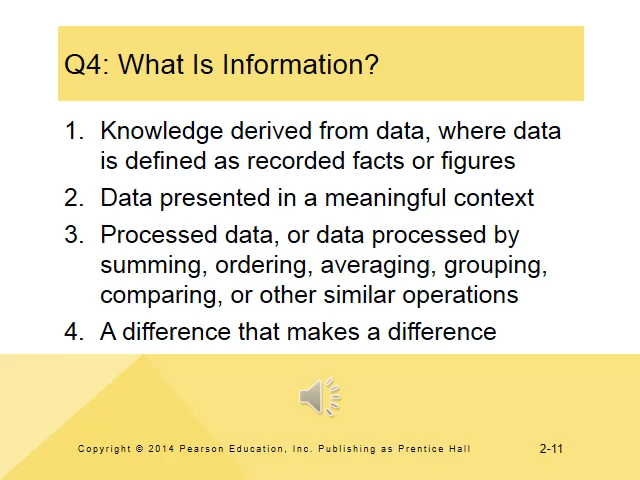 Q4: What Is Information?
1. Knowledge derived from data, where data
is defined as recorded facts or figures
2. Data presented in a meaningful context
3. Processed data, or data processed by
summing, ordering, averaging, grouping,
comparing, or other similar operations
4. A difference that makes a difference
Copyright © 2014 Pearson Education, Inc. Publishing as Prentice Hall
2-11